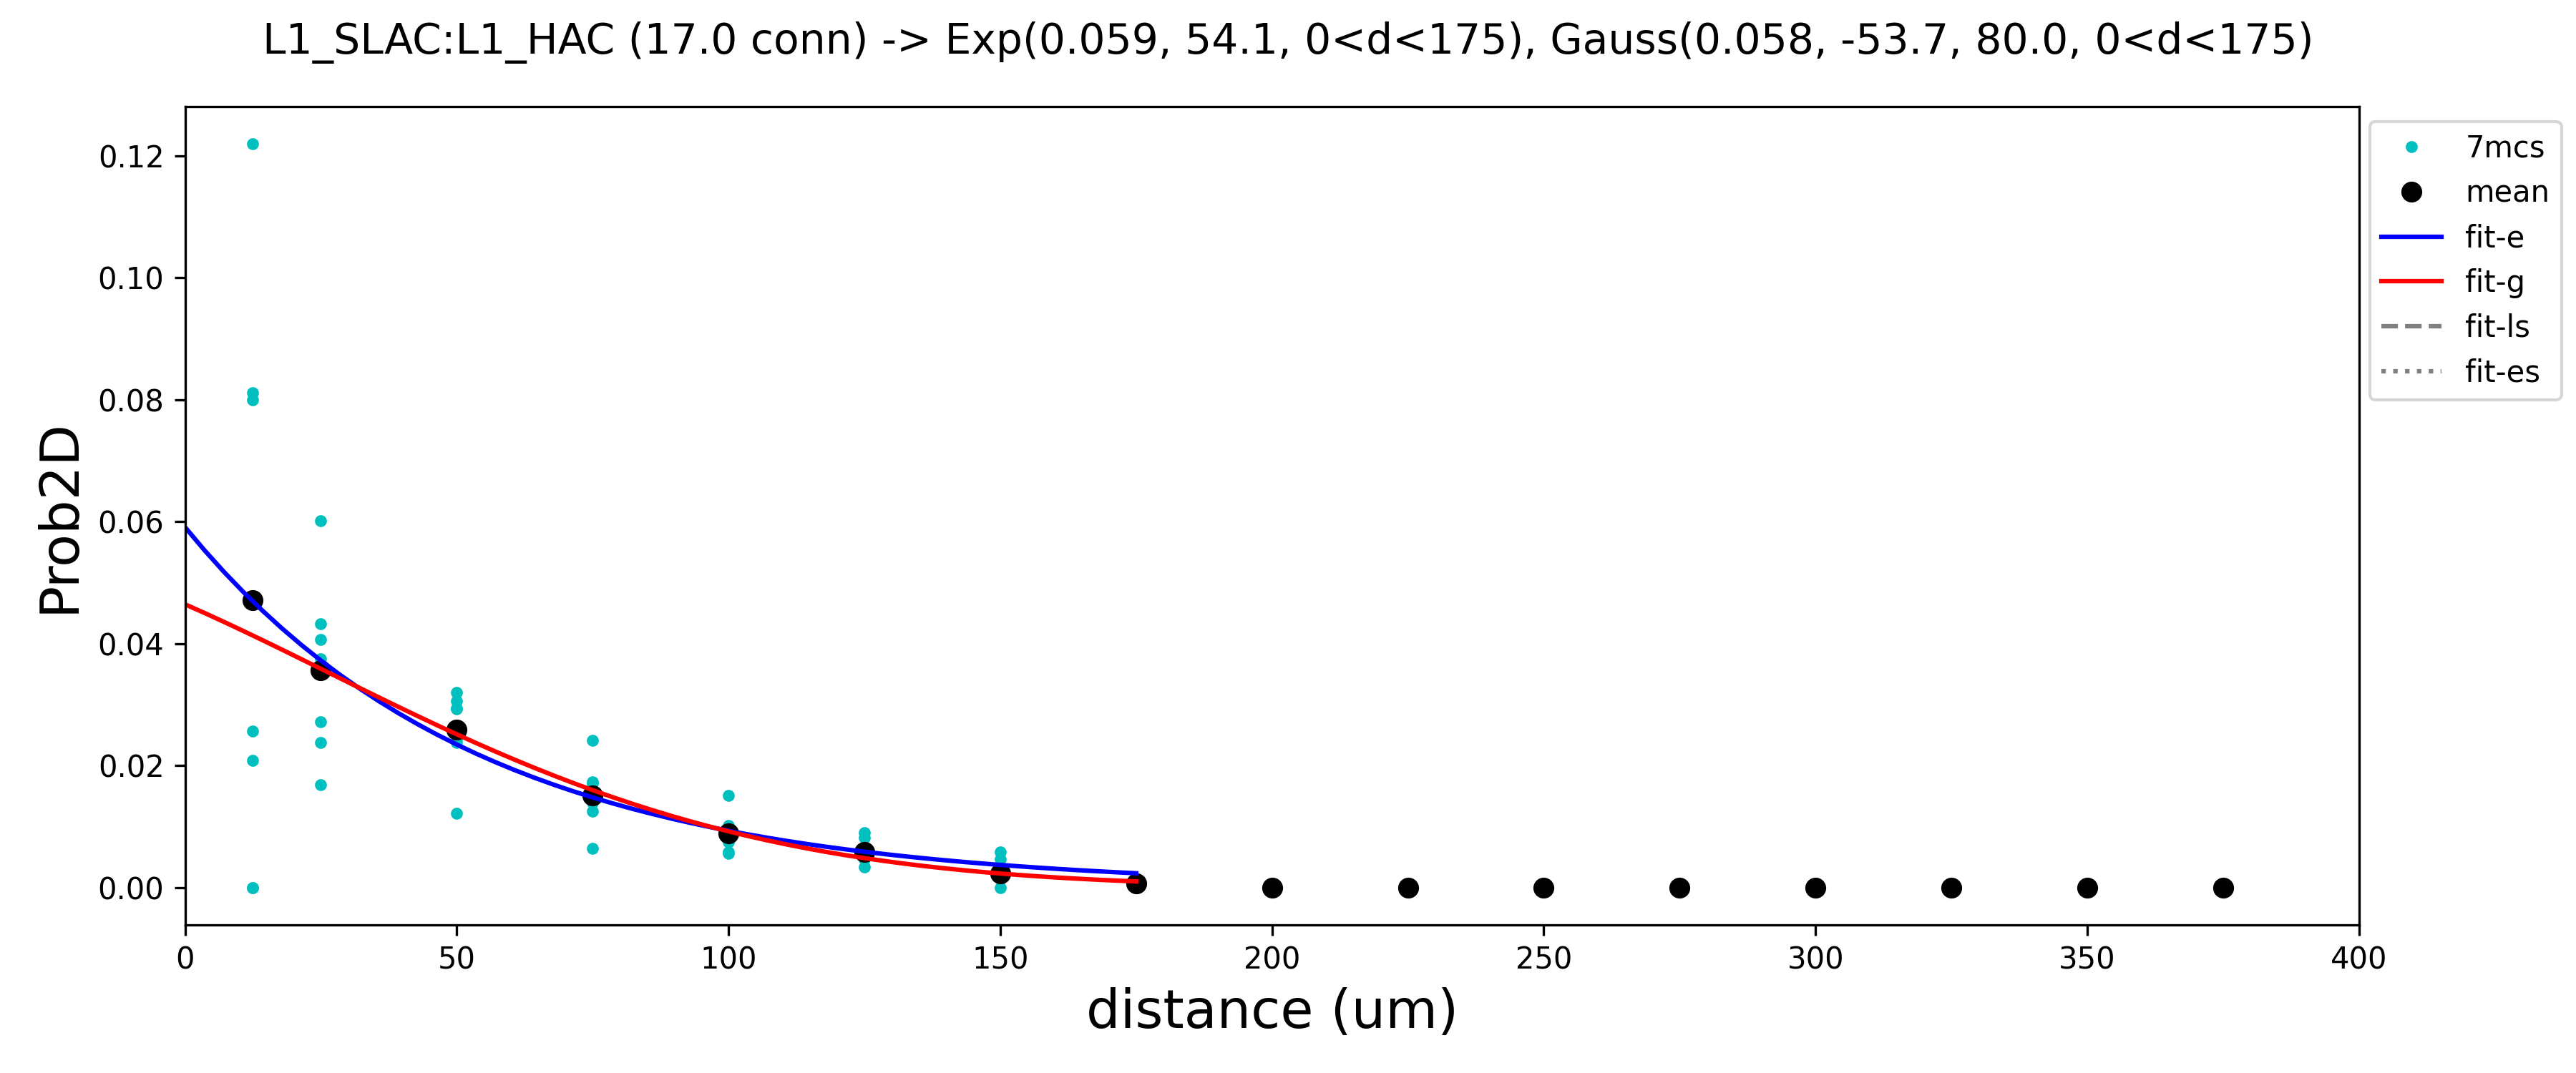 L1_SLAC:L1_HAC (17.0 conn) -> Exp(0.059, 54.1, 0<d<175), Gauss(0.058, -53.7, 80.0, 0<d<175)
7mcs
mean
fit-e
fit-g
fit-ls
fit-es
Prob2D
0.12
0.10
0.08
0.06
0.04
0.02
0.00
0 50 100 150 200 250 300 350 400
distance (um)